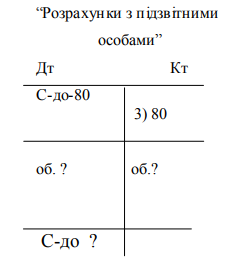 “Розрахунки з підзвітними
особами”
Дт Кт
С-до-80
3) 80
об. ? об.?
С-до ?